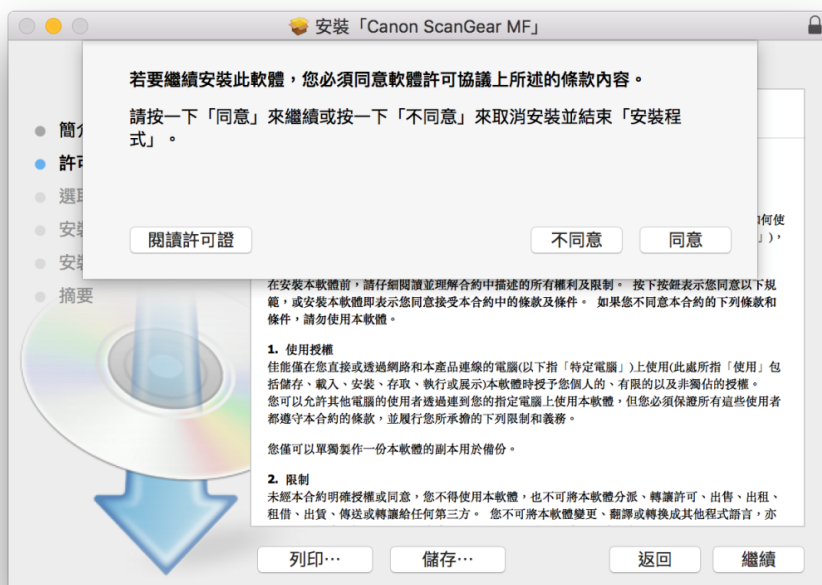 安裝「Canon ScanGear MF」
若要繼續安裝此軟體，您必須同意軟體許可協議上所述的條款內容。
請按一下「同意」來繼續或按一下「不同意」來取消安裝並結束「安裝程
式」。
閱讀許可證
不同意
同意
簡介
許可
選取
安裝
安裝
摘要
何使
」)，
在安裝本軟體前，請仔細閱讀並理解合約中描述的所有權利及限制。 按下按鈕表示您同意以下規
範，或安裝本軟體即表示您同意接受本合約中的條款及條件。 如果您不同意本合約的下列條款和
條件，請勿使用本軟體。
1. 使用授權
佳能僅在您直接或透過網路和本產品連線的電腦(以下指「特定電腦」)上使用(此處所指「使用」包
括儲存、載入、安裝、存取、執行或展示)本軟體時授予您個人的、有限的以及非獨佔的授權。
您可以允許其他電腦的使用者透過連到您的指定電腦上使用本軟體，但您必須保證所有這些使用者
都遵守本合約的條款，並履行您所承擔的下列限制和義務。
您僅可以單獨製作一份本軟體的副本用於備份。
2. 限制
未經本合約明確授權或同意，您不得使用本軟體，也不可將本軟體分派、轉讓許可、出售、出租、
租借、出賃、傳送或轉讓給任何第三方。 您不可將本軟體變更、翻譯或轉換成其他程式語言，亦
列印…
儲存…
返回
繼續